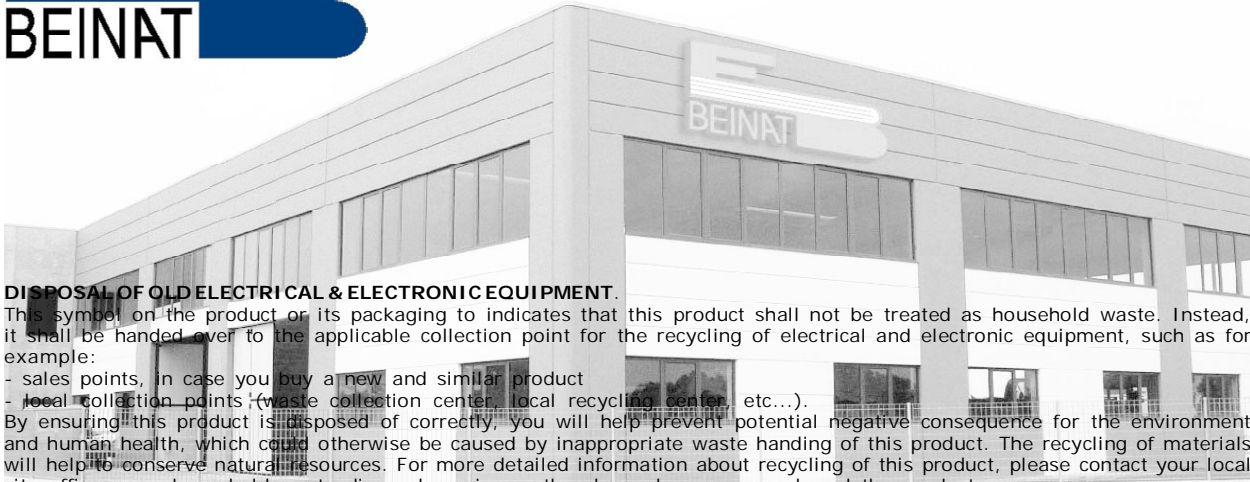 BEINAT
BEINAT
DISPOSAL OF OLD ELECTRICAL & ELECTRONIC EQUIPMENT.
This symbol on the product or its packaging to indicates that this product shall not be treated as household waste. Instead,
it shall be handed over to the applicable collection point for the recycling of electrical and electronic equipment, such as for
example:
- sales points, in case you buy a new and similar product
- local collection points (waste collection center, local recycling center, etc...).
By ensuring this product is disposed of correctly, you will help prevent potential negative consequence for the environment
and human health, which could otherwise be caused by inappropriate waste handing of this product. The recycling of materials
will help to conserve natural resources. For more detailed information about recycling of this product, please contact your local